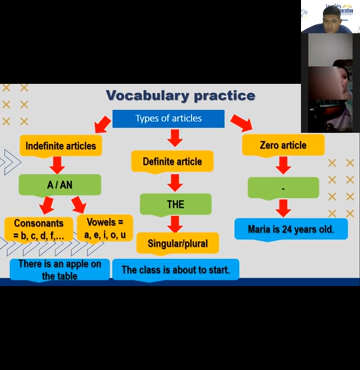 Vocabulary practice
Types of articles
Indefinite articles
Definite article
Zero article
A / AN
THE
-
Consonants
= b, c, d, f,...
Vowels =
a, e, i, o, u
Singular/plural
Maria is 24 years old.
There is an apple on
the table
The class is about to start.